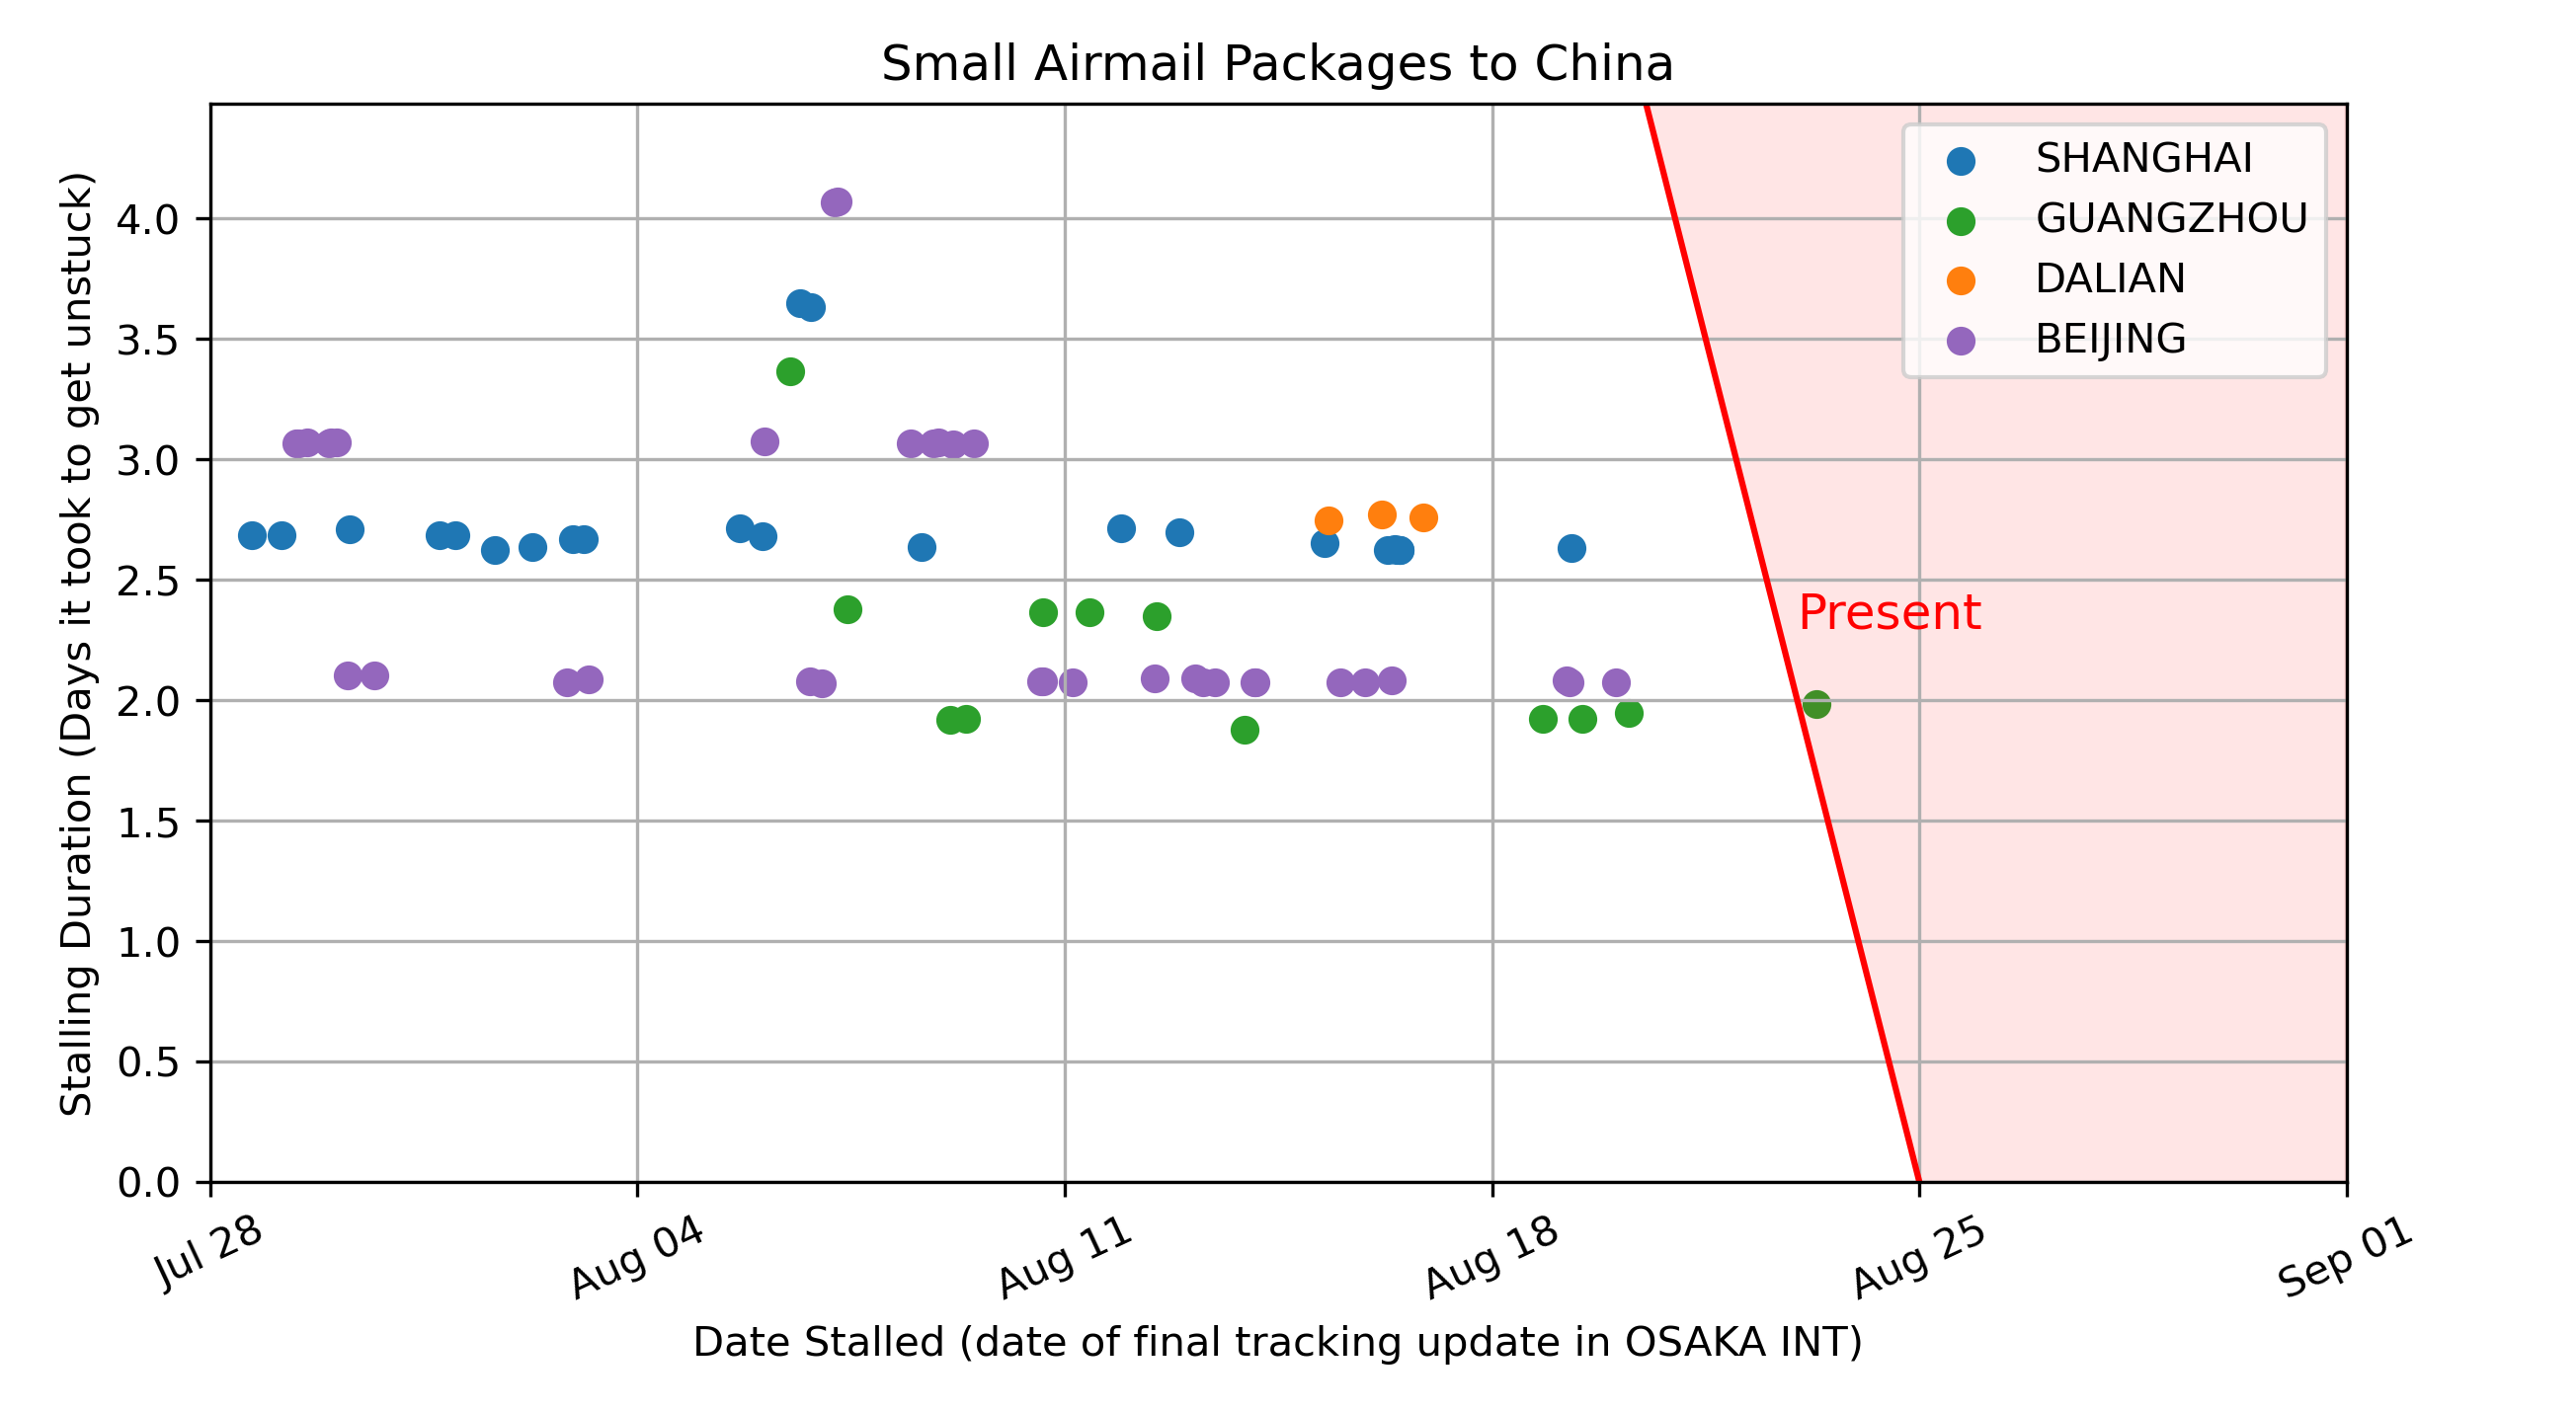 Small Airmail Packages to China
Stalling Duration (Days it took to get unstuck)
4.0
3.5
3.0
2.5
2.0
1.5
1.0
0.5
0.0
SHANGHAI
GUANGZHOU
DALIAN
BEIJING
Present
Jul 28
Aug 04
Aug 11
Aug 18
Aug 25
Sep 01
Date Stalled (date of final tracking update in OSAKA INT)